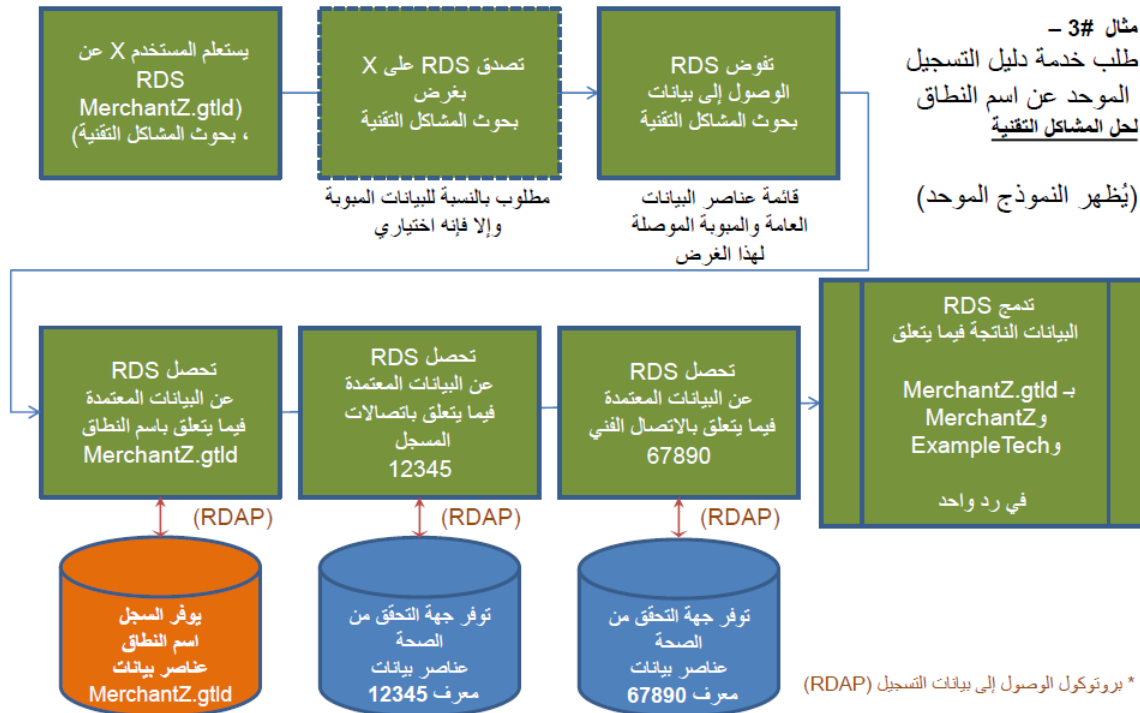 مثال #3 –
طلب خدمة دليل التسجيل
الموحد عن اسم النطاق
لحل المشاكل التقنية
(يُظهر النموذج الموحد)
يستعلم المستخدم X عن
RDS
(MerchantZ.gtld
، بحوث المشاكل التقنية)
تصدق RDS على X
بغرض
بحوث المشاكل التقنية
مطلوب بالنسبة للبيانات المبوبة
وإلا فإنه اختياري
تفوض RDS
الوصول إلى بيانات
بحوث المشاكل التقنية
قائمة عناصر البيانات
العامة والمبوبة الموصلة
لهذا الغرض
تحصل RDS
عن البيانات المعتمدة
فيما يتعلق باسم النطاق
MerchantZ.gtld
تحصل RDS
عن البيانات المعتمدة
فيما يتعلق باتصالات
المسجل
12345
تحصل RDS
عن البيانات المعتمدة
فيما يتعلق بالاتصال الفني
67890
تدمج RDS
البيانات الناتجة فيما يتعلق
بـ MerchantZ.gtld
وMerchantZ
وExampleTech
في رد واحد
(RDAP)
(RDAP)
(RDAP)
يوفر السجل
اسم النطاق
عناصر بيانات
MerchantZ.gtld
توفر جهة التحقق من
الصحة
عناصر بيانات
معرف 12345
توفر جهة التحقق من
الصحة
عناصر بيانات
معرف 67890
* بروتوكول الوصول إلى بيانات التسجيل (RDAP)